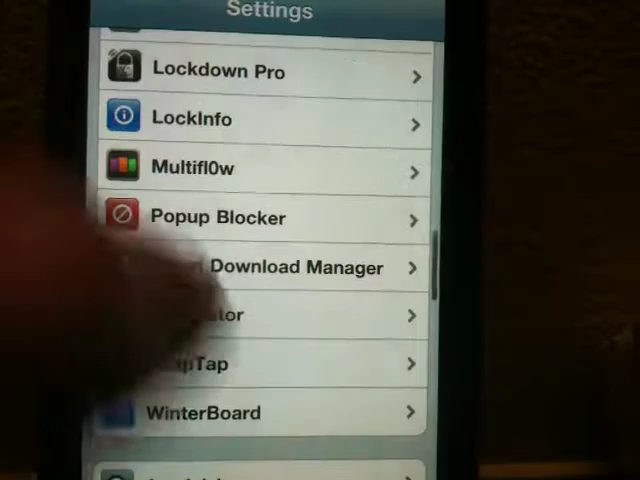 Settings
Lockdown Pro
LockInfo
Multifl0w
Popup Blocker
Download Manager
WinterBoard